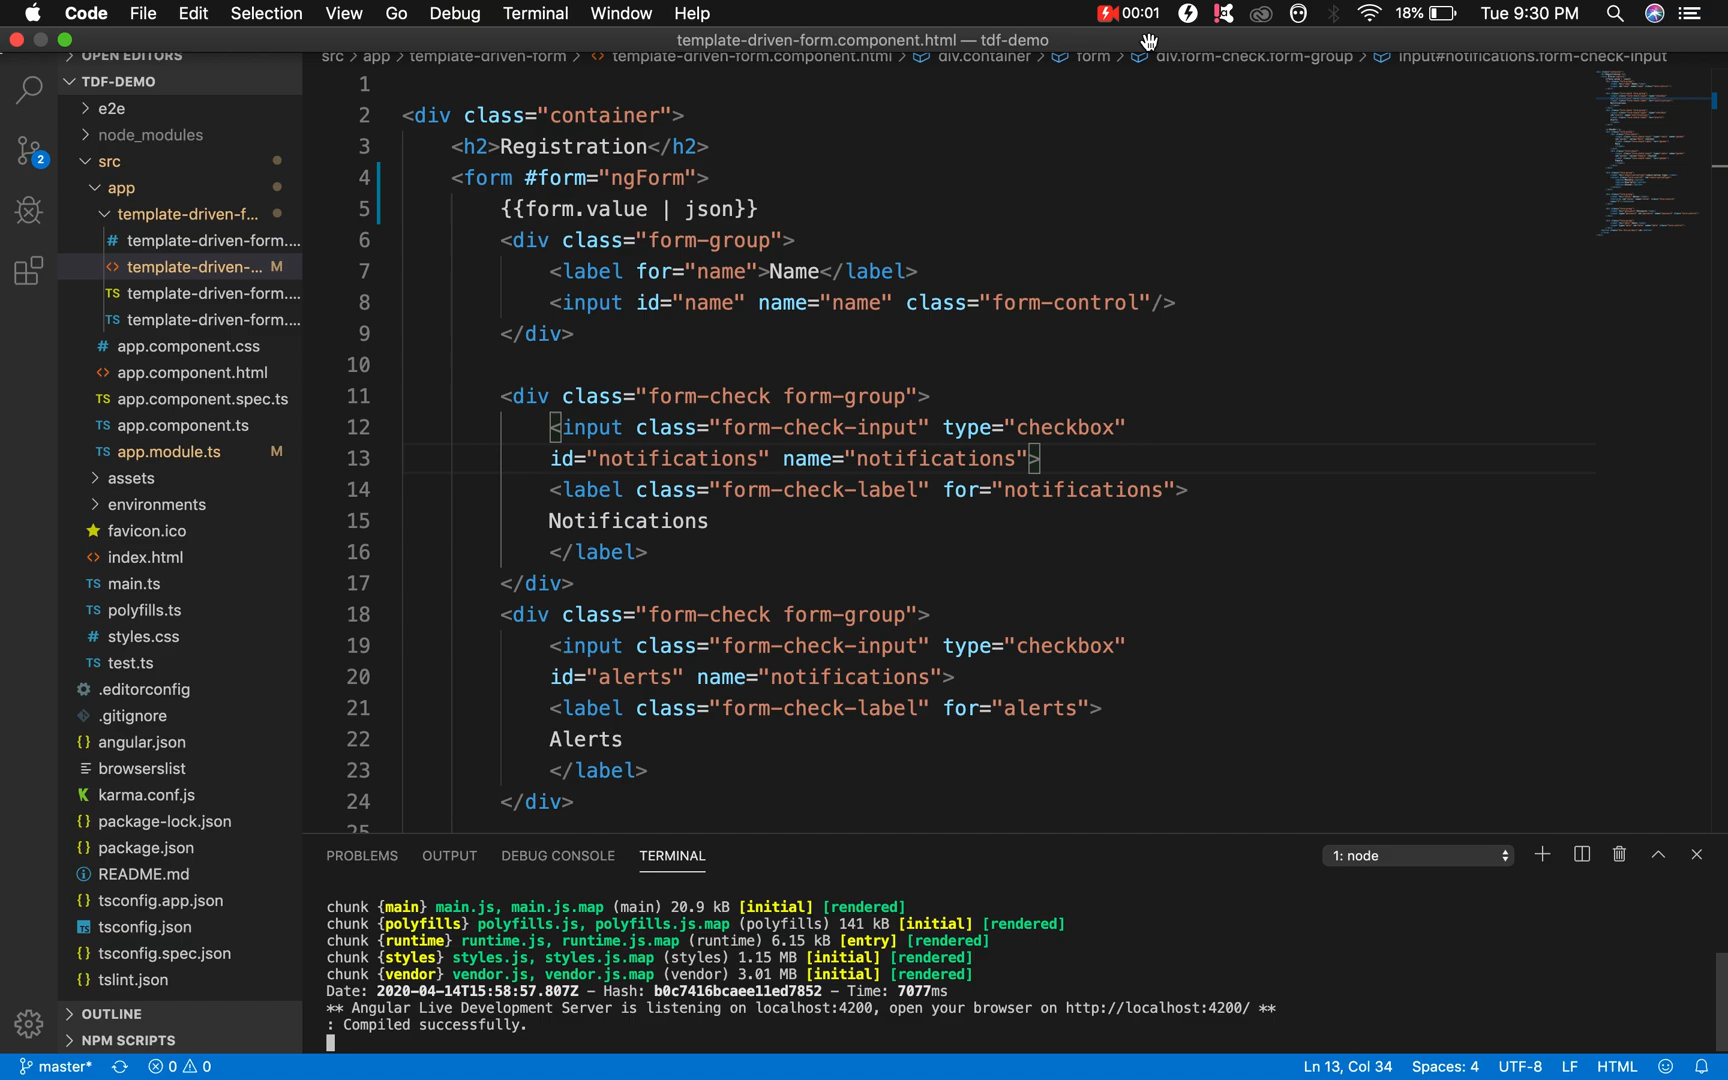 Code File Edit Selection View Go Debug Terminal Window Help 00:01 18% Tue 9:30 PM
template-driven-form.component.html — tdf-demo
OPEN EDITORS
src > app > template-driven-form > <> template-driven-form.component.html > div.container > form > div.form-check.form-group > input#notifications.form-check-input
TDF-DEMO
e2e
node_modules
src
app
template-driven-f...
# template-driven-form....
<> template-driven-... M
TS template-driven-form....
TS template-driven-form....
# app.component.css
<> app.component.html
TS app.component.spec.ts
TS app.component.ts
TS app.module.ts M
assets
environments
favicon.ico
<> index.html
TS main.ts
TS polyfills.ts
# styles.css
TS test.ts
.editorconfig
.gitignore
{} angular.json
browserslist
K karma.conf.js
{} package-lock.json
{} package.json
README.md
{} tsconfig.app.json
TS tsconfig.json
{} tsconfig.spec.json
{} tslint.json
OUTLINE
NPM SCRIPTS
2
1
2 <div class="container">
3 <h2>Registration</h2>
4 <form #form="ngForm">
5 {{form.value | json}}
6 <div class="form-group">
7 <label for="name">Name</label>
8 <input id="name" name="name" class="form-control"/>
9 </div>
10
11 <div class="form-check form-group">
12 <input class="form-check-input" type="checkbox"
13 id="notifications" name="notifications">
14 <label class="form-check-label" for="notifications">
15 Notifications
16 </label>
17 </div>
18 <div class="form-check form-group">
19 <input class="form-check-input" type="checkbox"
20 id="alerts" name="notifications">
21 <label class="form-check-label" for="alerts">
22 Alerts
23 </label>
24 </div>
25
PROBLEMS OUTPUT DEBUG CONSOLE TERMINAL 1: node
chunk {main} main.js, main.js.map (main) 20.9 kB [initial] [rendered]
chunk {polyfills} polyfills.js, polyfills.js.map (polyfills) 141 kB [initial] [rendered]
chunk {runtime} runtime.js, runtime.js.map (runtime) 6.15 kB [entry] [rendered]
chunk {styles} styles.js, styles.js.map (styles) 1.15 MB [initial] [rendered]
chunk {vendor} vendor.js, vendor.js.map (vendor) 3.01 MB [initial] [rendered]
Date: 2020-04-14T15:58:57.807Z - Hash: b0c7416bcaee11ed7852 - Time: 7077ms
** Angular Live Development Server is listening on localhost:4200, open your browser on http://localhost:4200/ **
: Compiled successfully.
master* 0 0 Ln 13, Col 34 Spaces: 4 UTF-8 LF HTML